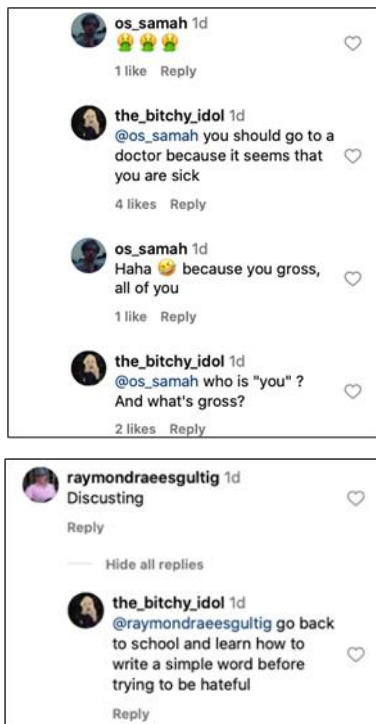 os_samah 1d
🤮🤮🤮
1 like Reply
the_bitchy_idol 1d
@os_samah you should go to a
doctor because it seems that
you are sick
4 likes Reply
os_samah 1d
Haha 🤣 because you gross,
all of you
1 like Reply
the_bitchy_idol 1d
@os_samah who is "you" ?
And what's gross?
2 likes Reply
raymondraeesgultig 1d
Discusting
Reply
Hide all replies
the_bitchy_idol 1d
@raymondraeesgultig go back
to school and learn how to
write a simple word before
trying to be hateful
Reply